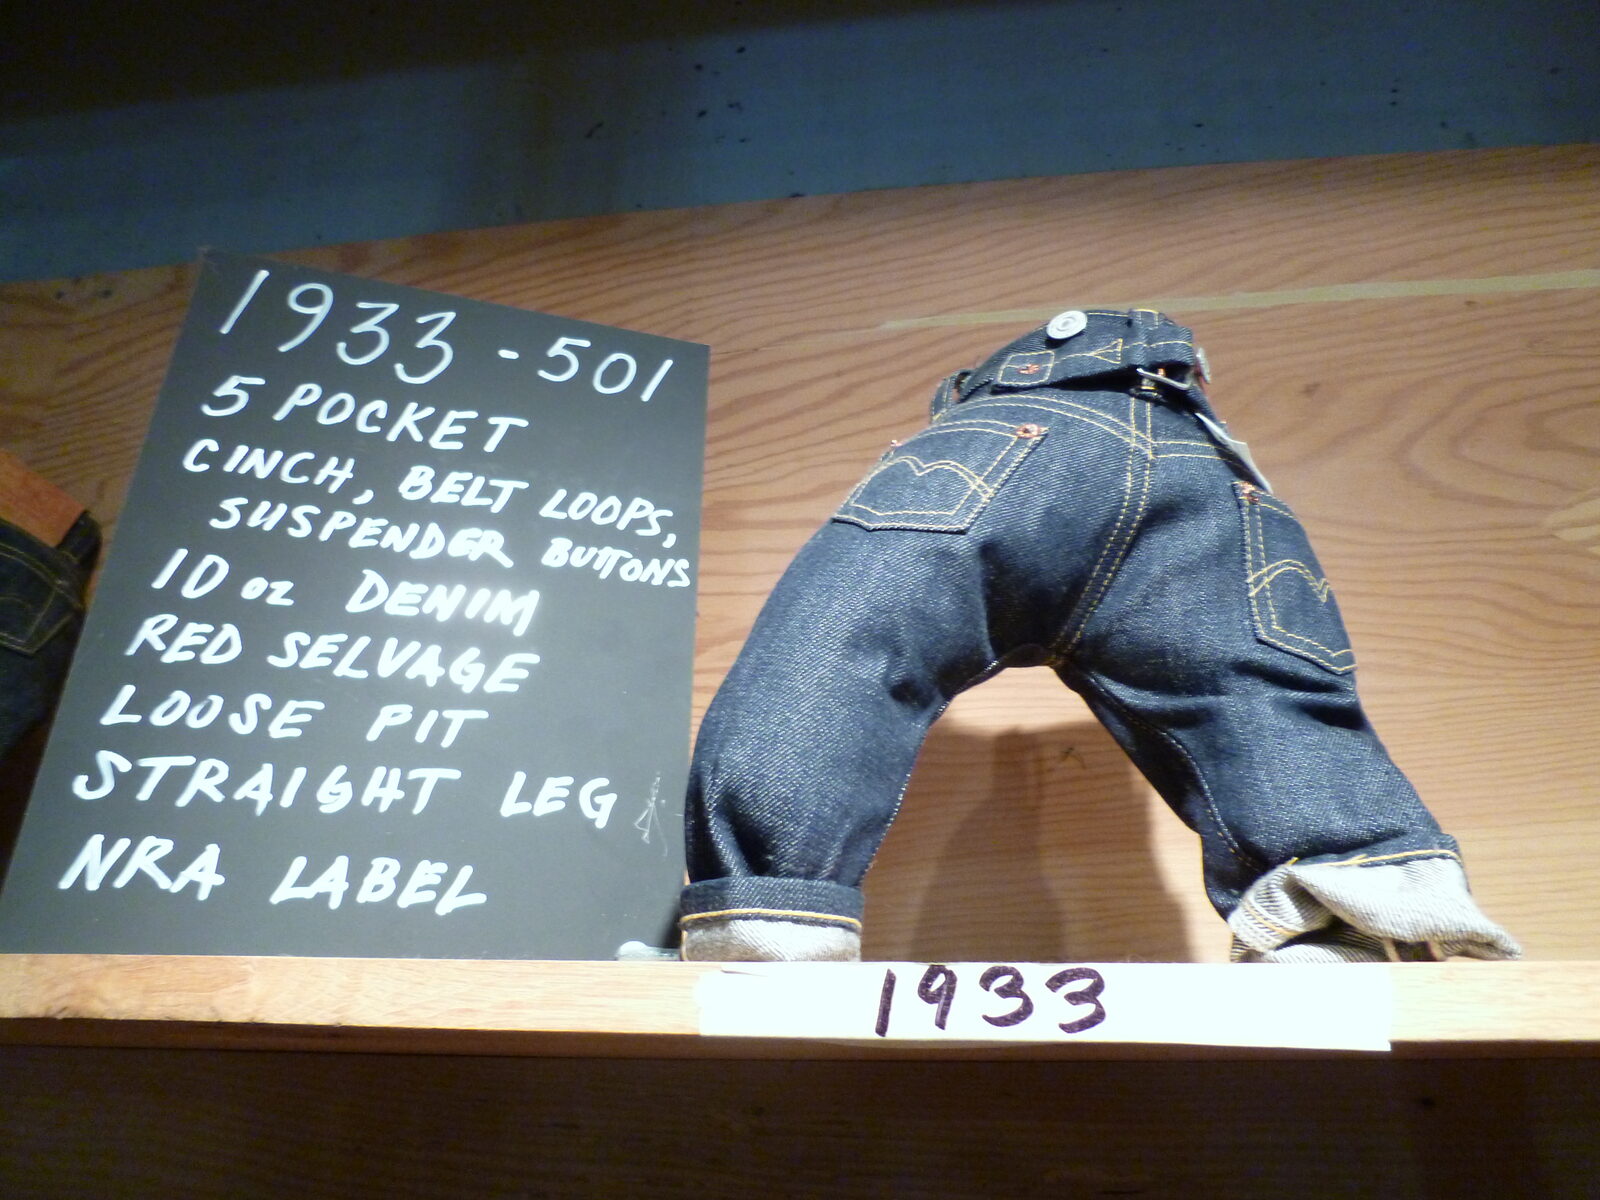 1933-501
5 POCKET
CINCH, BELT LOOPS,
SUSPENDER BUTTONS
10 oz DENIM
RED SELVAGE
LOOSE FIT
STRAIGHT LEG
NRA LABEL
1933